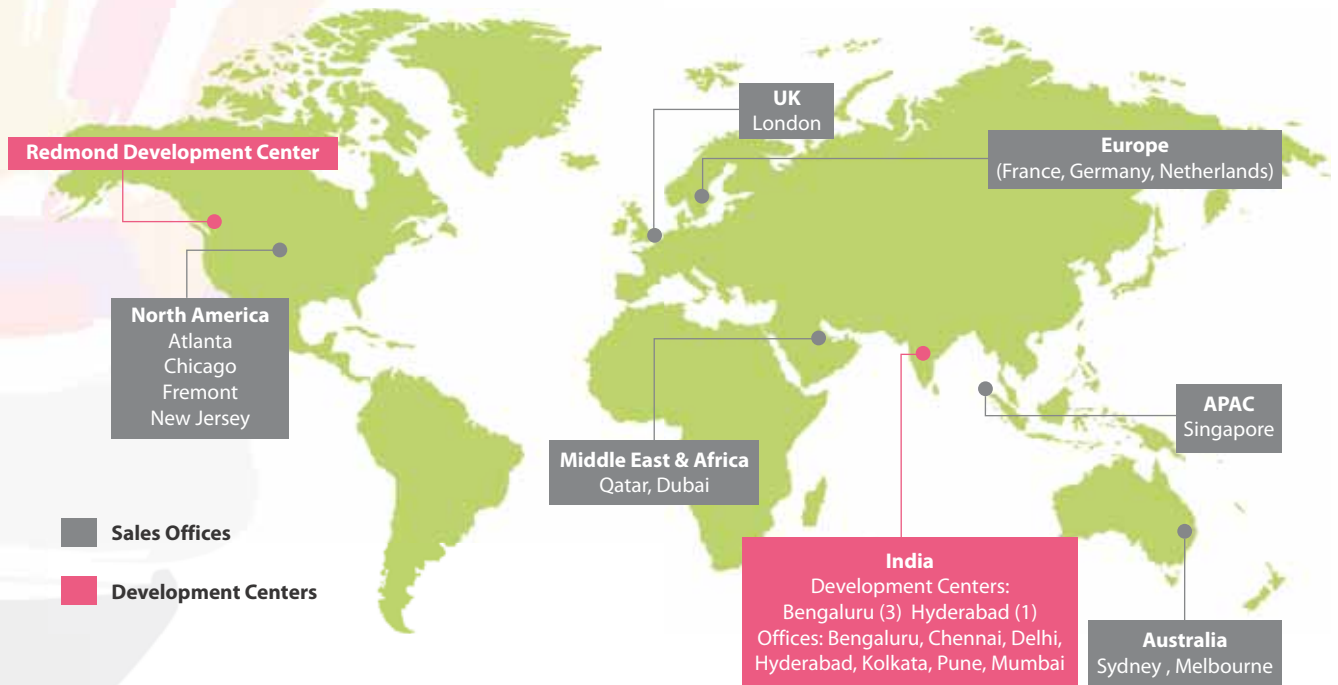 UK
London
Europe
(France, Germany, Netherlands)
Redmond Development Center
North America
Atlanta
Chicago
Fremont
New Jersey
APAC
Singapore
Middle East & Africa
Qatar, Dubai
Sales Offices
Development Centers
India
Development Centers:
Bengaluru (3) Hyderabad (1)
Offices: Bengaluru, Chennai, Delhi,
Hyderabad, Kolkata, Pune, Mumbai
Australia
Sydney , Melbourne